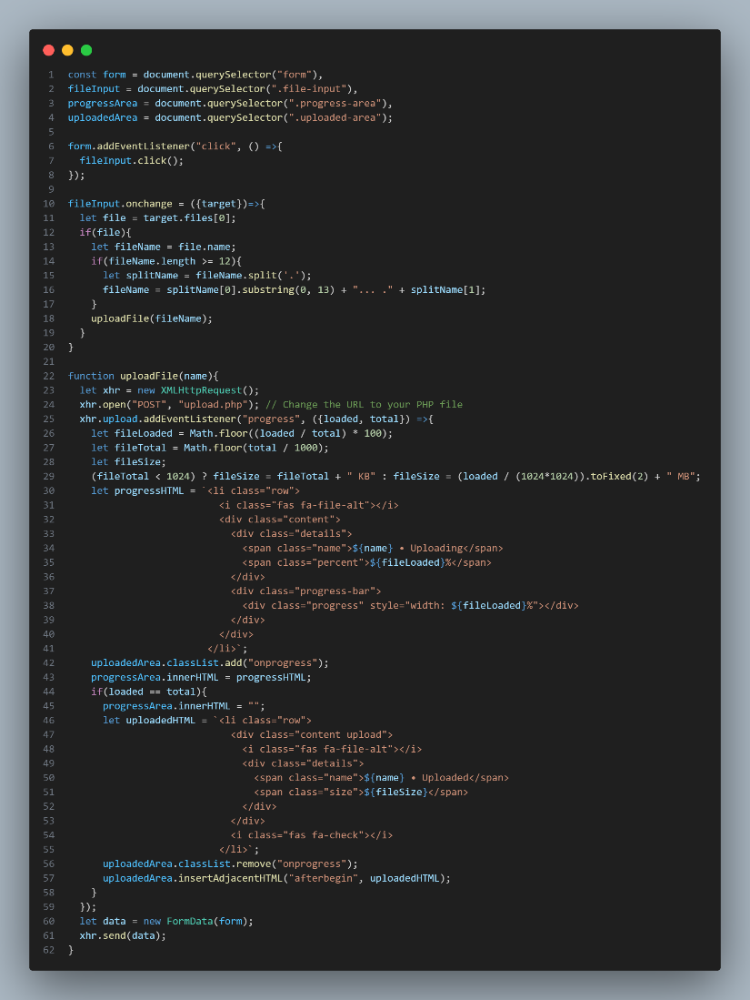 1 const form = document.querySelector("form"),
2 fileInput = document.querySelector(".file-input"),
3 progressArea = document.querySelector(".progress-area"),
4 uploadedArea = document.querySelector(".uploaded-area");
5
6 form.addEventListener("click", () =>{
7   fileInput.click();
8 });
9
10 fileInput.onchange = ({target})=>{
11   let file = target.files[0];
12   if(file){
13     let fileName = file.name;
14     if(fileName.length >= 12){
15       let splitName = fileName.split('.');
16       fileName = splitName[0].substring(0, 13) + "... ." + splitName[1];
17     }
18     uploadFile(fileName);
19   }
20 }
21
22 function uploadFile(name){
23   let xhr = new XMLHttpRequest();
24   xhr.open("POST", "upload.php"); // Change the URL to your PHP file
25   xhr.upload.addEventListener("progress", ({loaded, total}) =>{
26     let fileLoaded = Math.floor((loaded / total) * 100);
27     let fileTotal = Math.floor(total / 1000);
28     let fileSize;
29     (fileTotal < 1024) ? fileSize = fileTotal + " KB" : fileSize = (loaded / (1024*1024)).toFixed(2) + " MB";
30     let progressHTML = `<li class="row">
31                           <i class="fas fa-file-alt"></i>
32                           <div class="content">
33                             <div class="details">
34                               <span class="name">${name} • Uploading</span>
35                               <span class="percent">${fileLoaded}%</span>
36                             </div>
37                             <div class="progress-bar">
38                               <div class="progress" style="width: ${fileLoaded}%"></div>
39                             </div>
40                           </div>
41                         </li>`;
42     uploadedArea.classList.add("onprogress");
43     progressArea.innerHTML = progressHTML;
44     if(loaded == total){
45       progressArea.innerHTML = "";
46       let uploadedHTML = `<li class="row">
47                             <div class="content upload">
48                               <i class="fas fa-file-alt"></i>
49                               <div class="details">
50                                 <span class="name">${name} • Uploaded</span>
51                                 <span class="size">${fileSize}</span>
52                               </div>
53                             </div>
54                             <i class="fas fa-check"></i>
55                           </li>`;
56       uploadedArea.classList.remove("onprogress");
57       uploadedArea.insertAdjacentHTML("afterbegin", uploadedHTML);
58     }
59   });
60   let data = new FormData(form);
61   xhr.send(data);
62 }